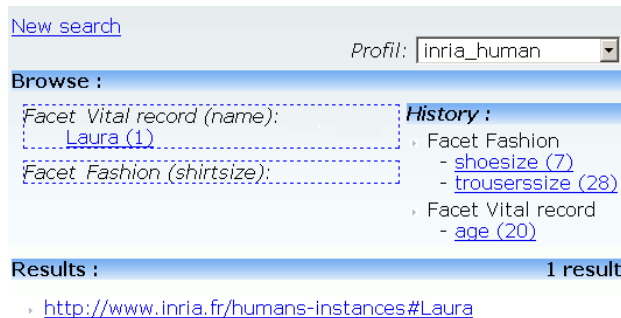 New search
Profil: inria_human
Browse :
Facet Vital record (name):
Laura (1)
Facet Fashion (shirtsize):
History :
Facet Fashion
- shoesize (7)
- trouserssize (28)
Facet Vital record
- age (20)
Results : 1 result
http://www.inria.fr/humans-instances#Laura